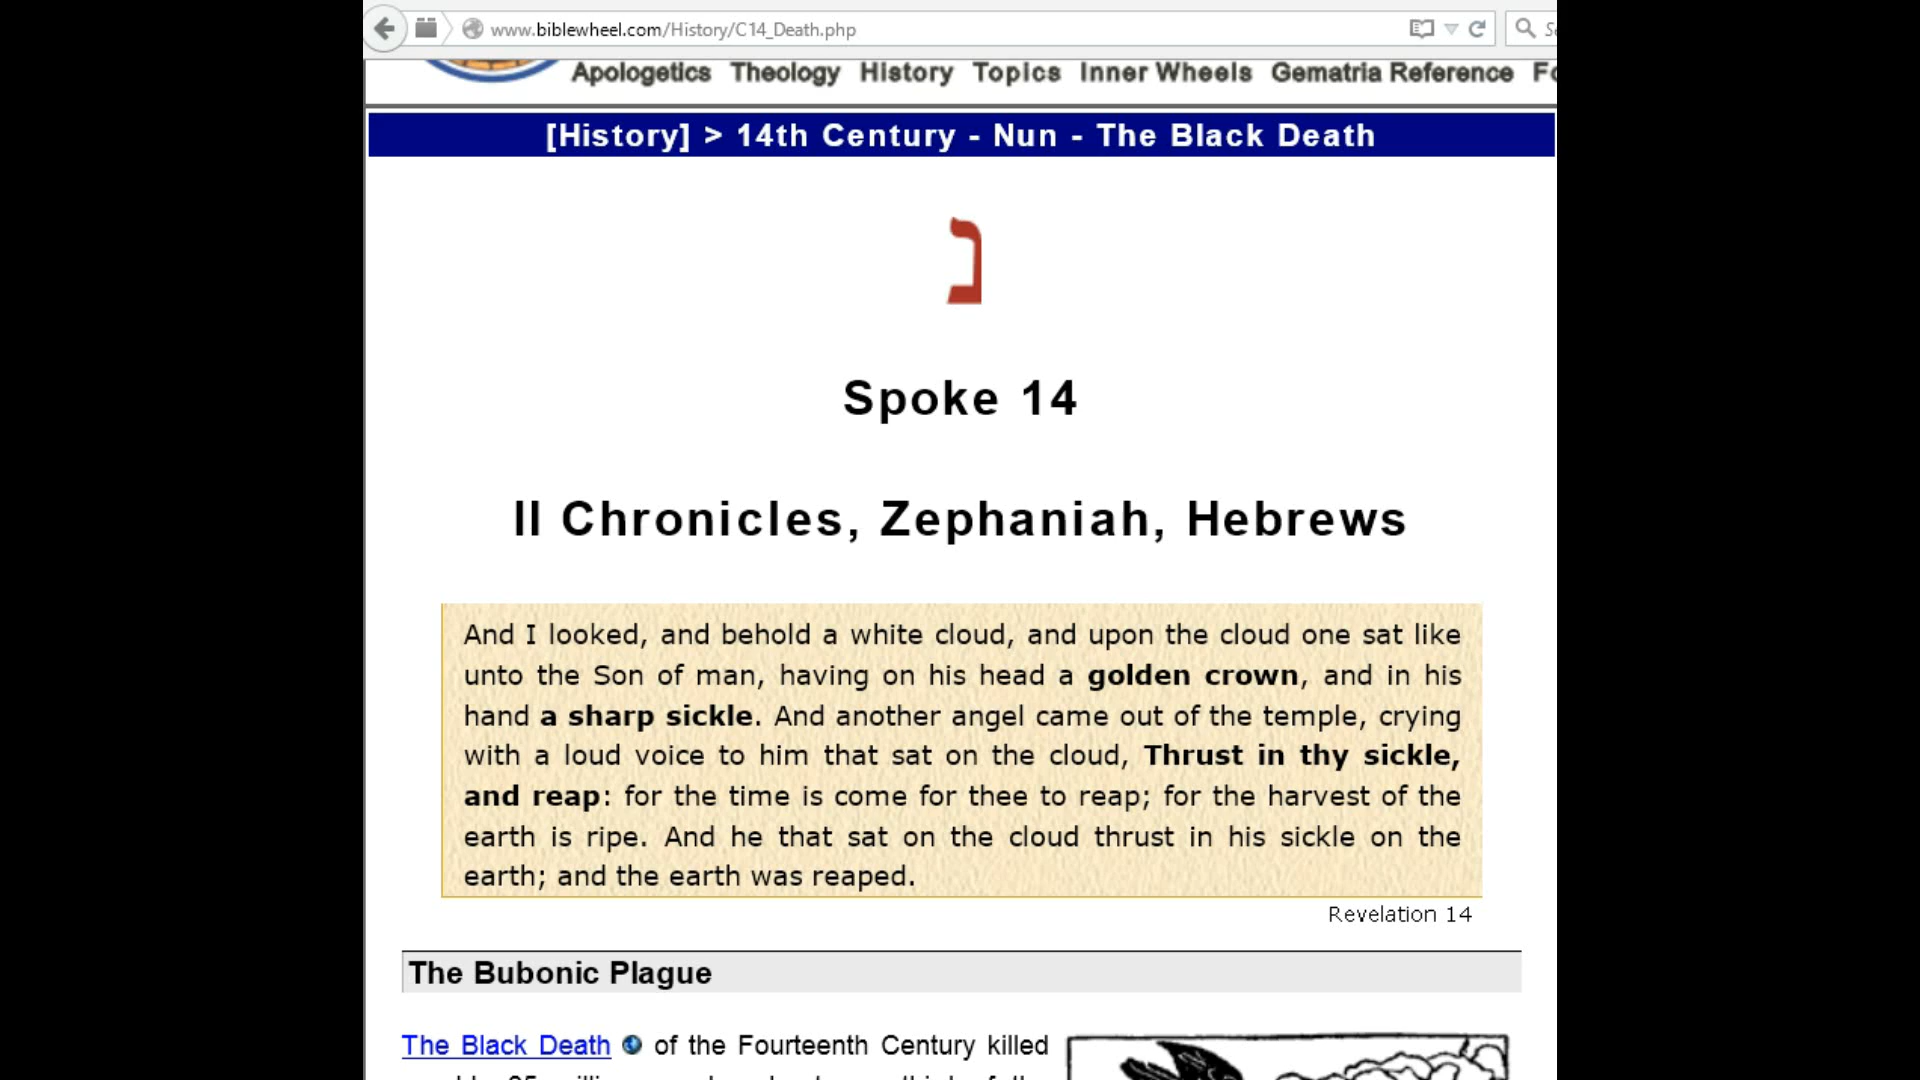 www.biblewheel.com/History/C14_Death.php
Apologetics Theology History Topics Inner Wheels Gematria Reference
[History] > 14th Century - Nun - The Black Death
נ
Spoke 14
II Chronicles, Zephaniah, Hebrews
And I looked, and behold a white cloud, and upon the cloud one sat like
unto the Son of man, having on his head a golden crown, and in his
hand a sharp sickle. And another angel came out of the temple, crying
with a loud voice to him that sat on the cloud, Thrust in thy sickle,
and reap: for the time is come for thee to reap; for the harvest of the
earth is ripe. And he that sat on the cloud thrust in his sickle on the
earth; and the earth was reaped.
Revelation 14
The Bubonic Plague
The Black Death of the Fourteenth Century killed